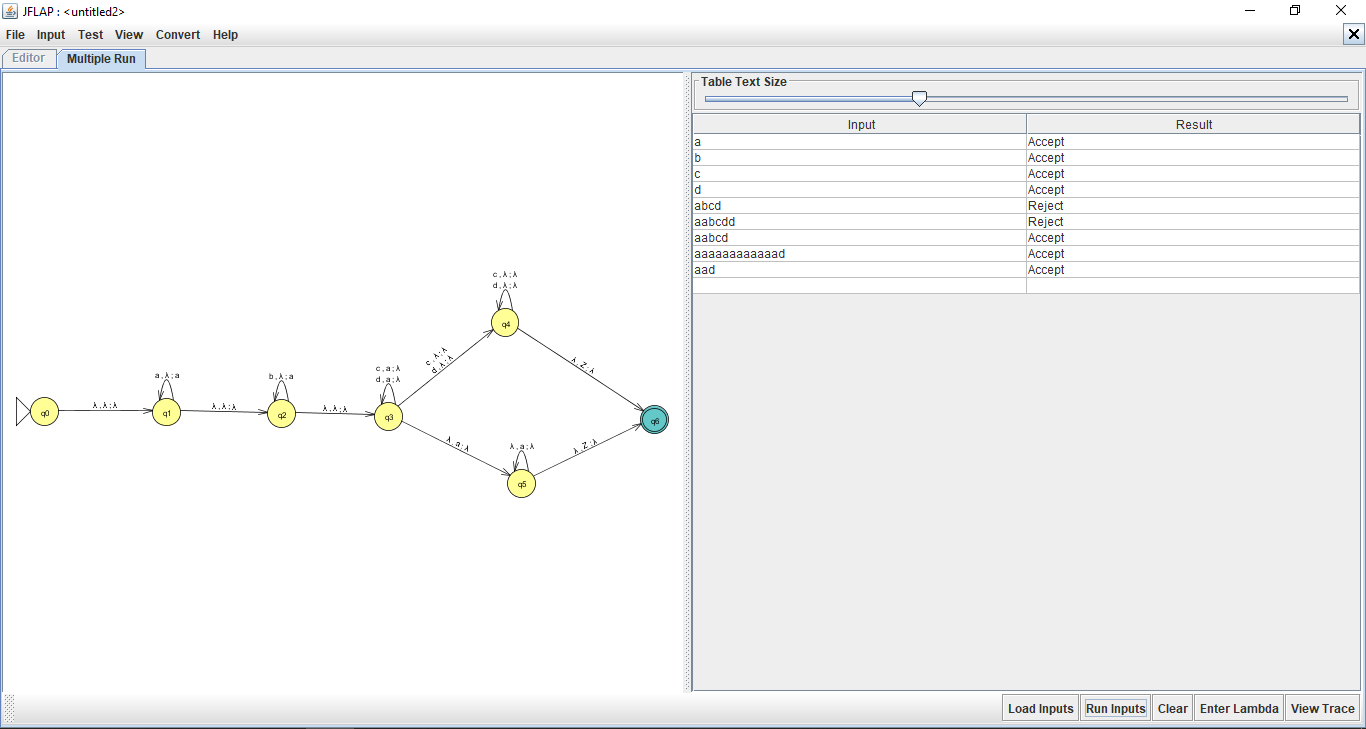 JFLAP : <untitled2>
File Input Test View Convert Help
Editor Multiple Run
Table Text Size
Input Result
a Accept
b Accept
c Accept
d Accept
abcd Reject
aabcdd Reject
aabcd Accept
aaaaaaaaaaaad Accept
aad Accept
c , λ ; λ
d , λ ; λ
q4
c , λ ; λ
d , λ ; λ
λ , Z ; λ
a , λ ; a
b , λ ; a
c , a ; λ
d , a ; λ
q0
λ , λ ; λ
q1
λ , λ ; λ
q2
λ , λ ; λ
q3
q6
λ , a ; λ
λ , a ; λ
λ , Z ; λ
q5
Load Inputs Run Inputs Clear Enter Lambda View Trace